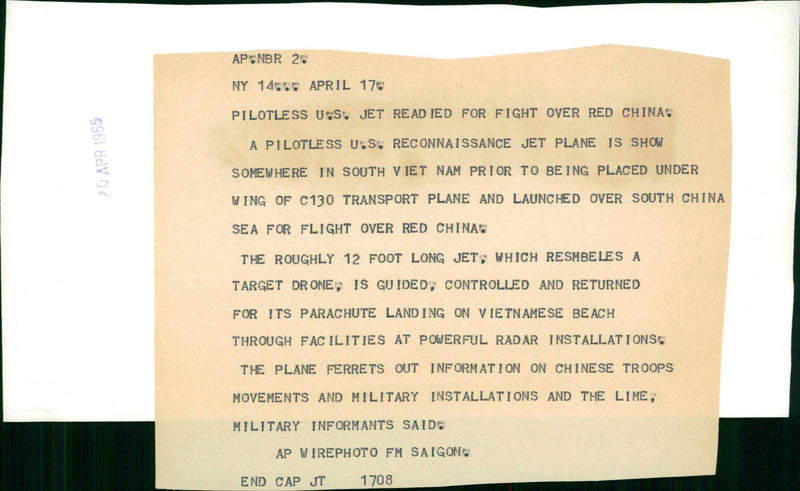 AP.NBR 2.
NY 14... APRIL 17.
PILOTLESS U.S. JET READIED FOR FIGHT OVER RED CHINA.
A PILOTLESS U.S. RECONNAISSANCE JET PLANE IS SHOW
SOMEWHERE IN SOUTH VIET NAM PRIOR TO BEING PLACED UNDER
WING OF C130 TRANSPORT PLANE AND LAUNCHED OVER SOUTH CHINA
SEA FOR FLIGHT OVER RED CHINA.
THE ROUGHLY 12 FOOT LONG JET, WHICH RESMBELES A
TARGET DRONE, IS GUIDED, CONTROLLED AND RETURNED
FOR ITS PARACHUTE LANDING ON VIETNAMESE BEACH
THROUGH FACILITIES AT POWERFUL RADAR INSTALLATIONS.
THE PLANE FERRETS OUT INFORMATION ON CHINESE TROOPS
MOVEMENTS AND MILITARY INSTALLATIONS AND THE LIME,
MILITARY INFORMANTS SAID.
AP WIREPHOTO FM SAIGON.
END CAP JT 1708
20 APR 1965